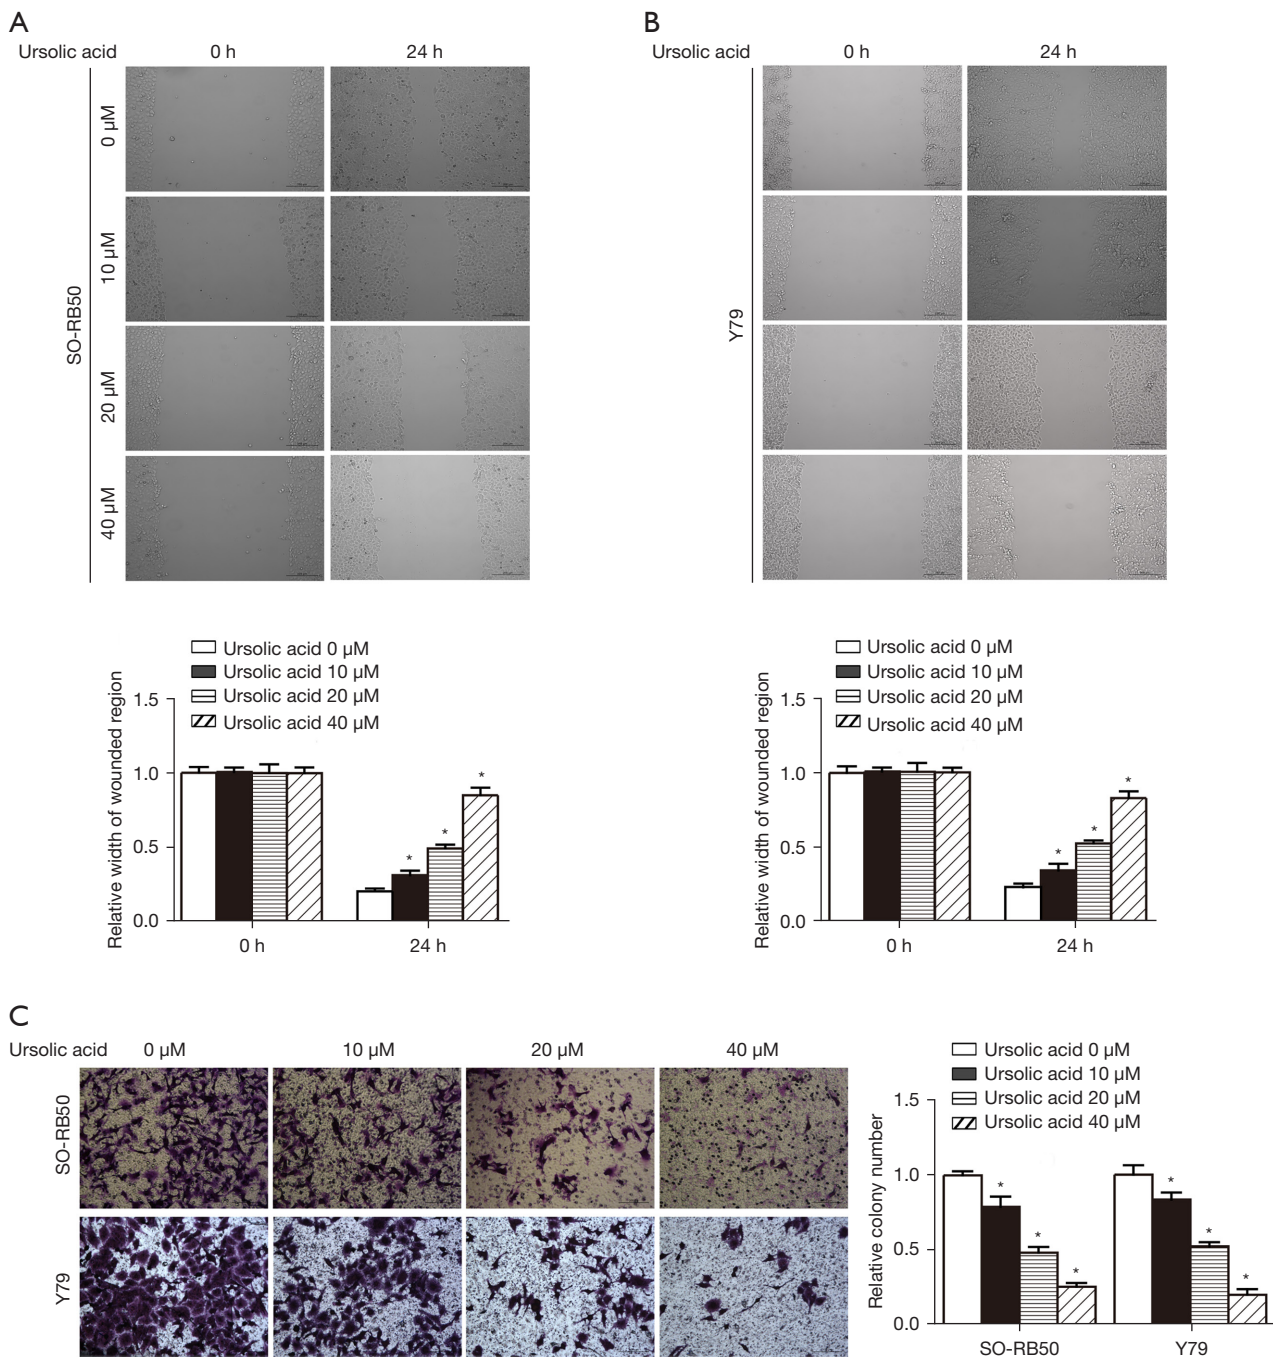 A
Ursolic acid 0 h 24 h
SO-RB50
0 µM
10 µM
20 µM
40 µM
Ursolic acid 0 µM
Ursolic acid 10 µM
Ursolic acid 20 µM
Ursolic acid 40 µM
Relative width of wounded region
1.5
1.0
0.5
0.0
* * *
0 h 24 h
B
Ursolic acid 0 h 24 h
Y79
Ursolic acid 0 µM
Ursolic acid 10 µM
Ursolic acid 20 µM
Ursolic acid 40 µM
Relative width of wounded region
1.5
1.0
0.5
0.0
* * *
0 h 24 h
C
Ursolic acid 0 µM 10 µM 20 µM 40 µM
SO-RB50
Y79
Ursolic acid 0 µM
Ursolic acid 10 µM
Ursolic acid 20 µM
Ursolic acid 40 µM
Relative colony number
1.5
1.0
0.5
0.0
* * * * * *
SO-RB50 Y79